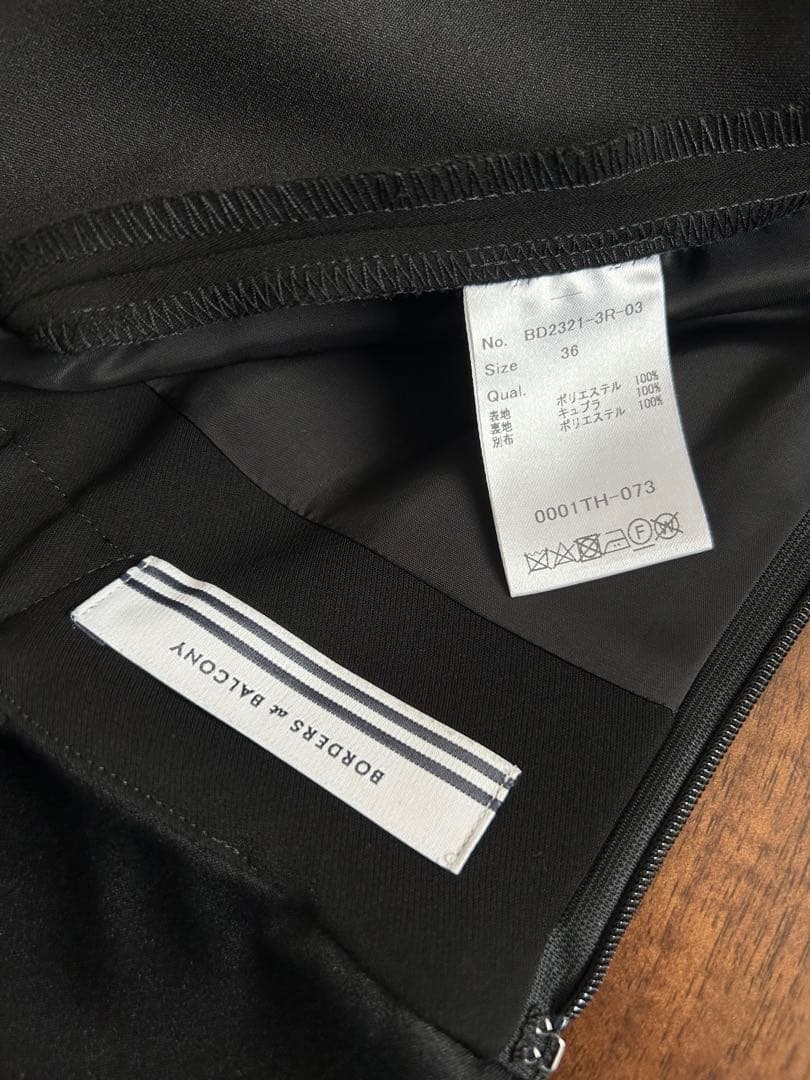 No. BD2321-3R-03
Size 36
Qual.
表地 ポリエステル 100%
裏地 キュプラ 100%
別布 ポリエステル 100%
0001TH-073
F W
BORDERS at BALCONY